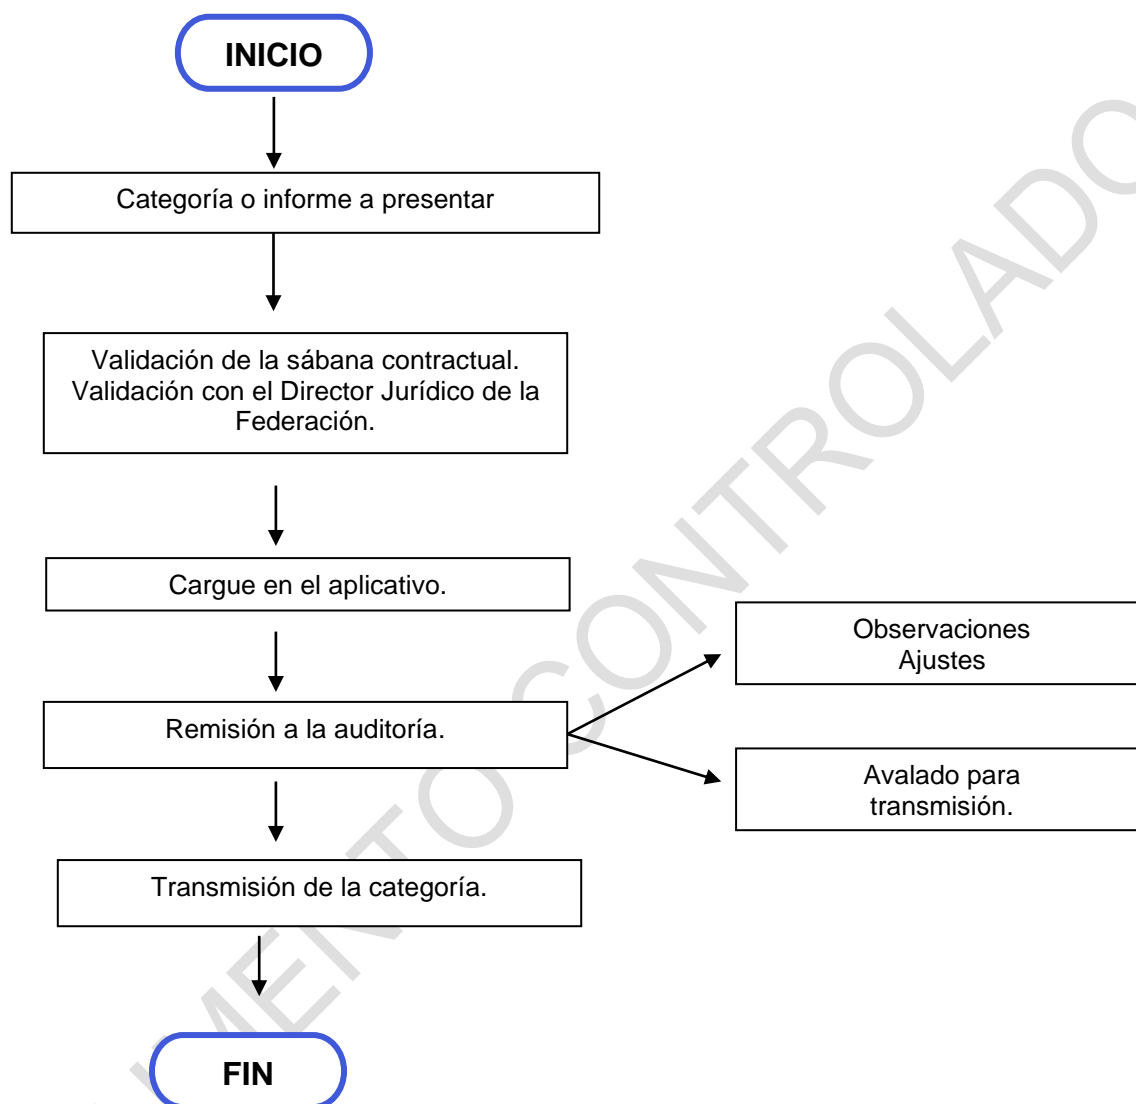 INICIO
Categoría o informe a presentar
Validación de la sábana contractual.
Validación con el Director Jurídico de la
Federación.
Cargue en el aplicativo.
Observaciones
Ajustes
Remisión a la auditoría.
Avalado para
transmisión.
Transmisión de la categoría.
FIN
UMENTO CONTROLADO